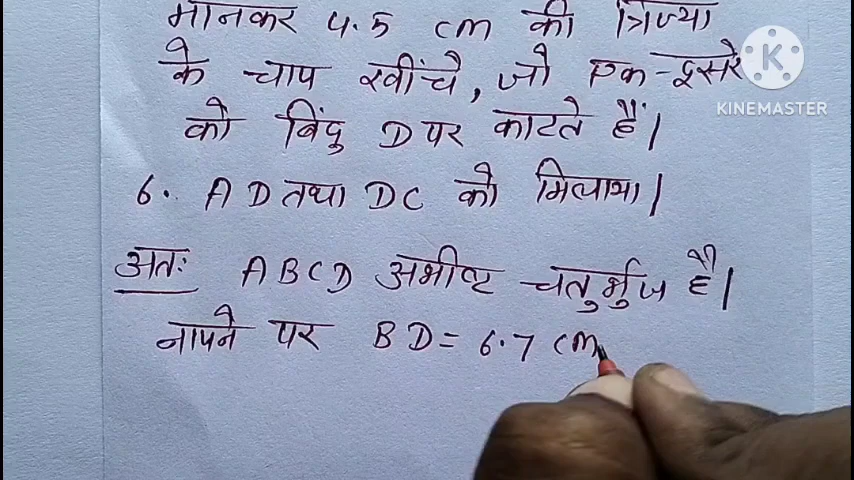 मानकर 4.5 cm की त्रिज्या
के चाप खींचे, जो एक-दूसरे
को बिंदु D पर काटते हैं।
6. AD तथा DC को मिलाया।
अतः ABCD अभीष्ट चतुर्भुज है।
नापने पर BD = 6.7 cm
K
KINEMASTER